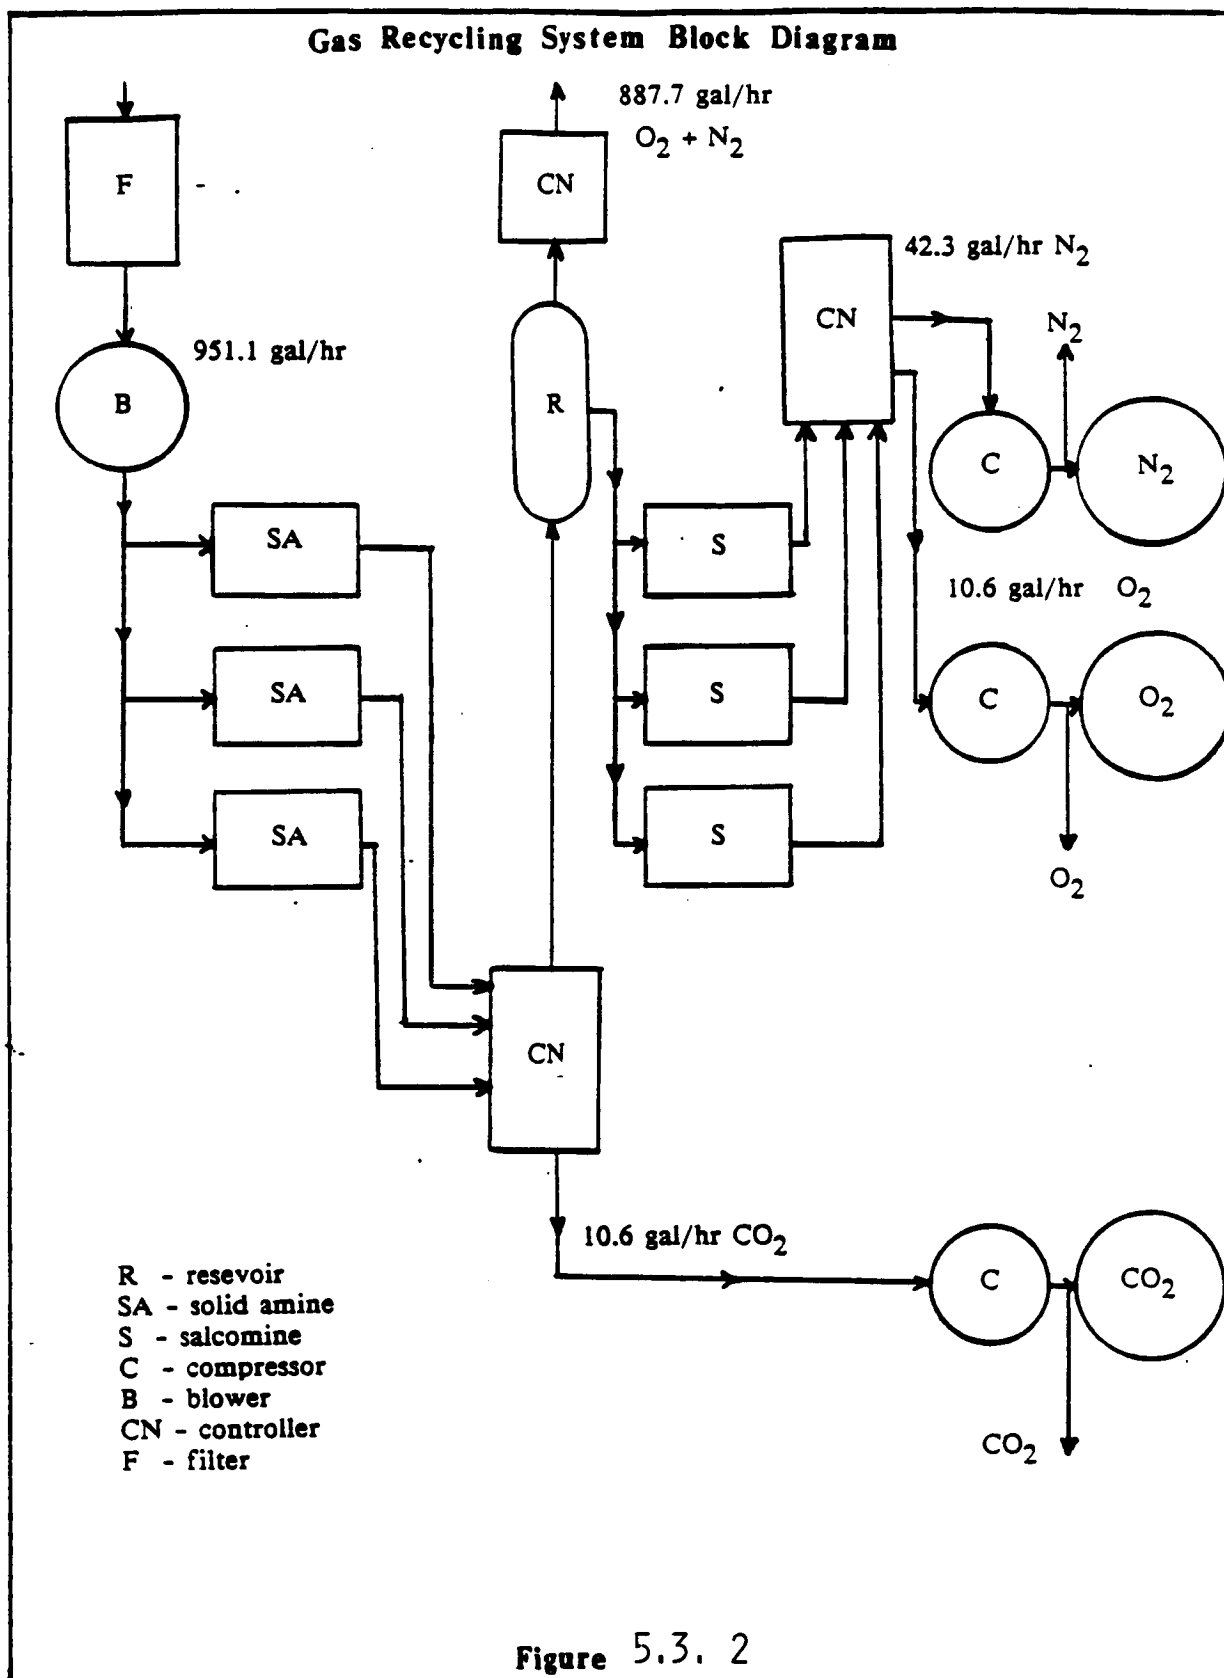 Gas Recycling System Block Diagram
887.7 gal/hr
O2 + N2
F
CN
42.3 gal/hr N2
CN
N2
951.1 gal/hr
B
R
C
N2
SA
S
10.6 gal/hr O2
SA
S
C
O2
SA
S
O2
CN
10.6 gal/hr CO2
C
CO2
R - resevoir
SA - solid amine
S - salcomine
C - compressor
B - blower
CN - controller
F - filter
CO2
Figure 5.3.2